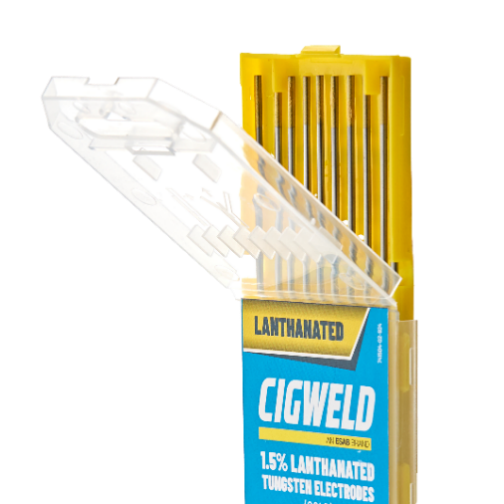 LANTHANATED
CIGWELD
AN ESAB BRAND
1.5% LANTHANATED
TUNGSTEN ELECTRODES